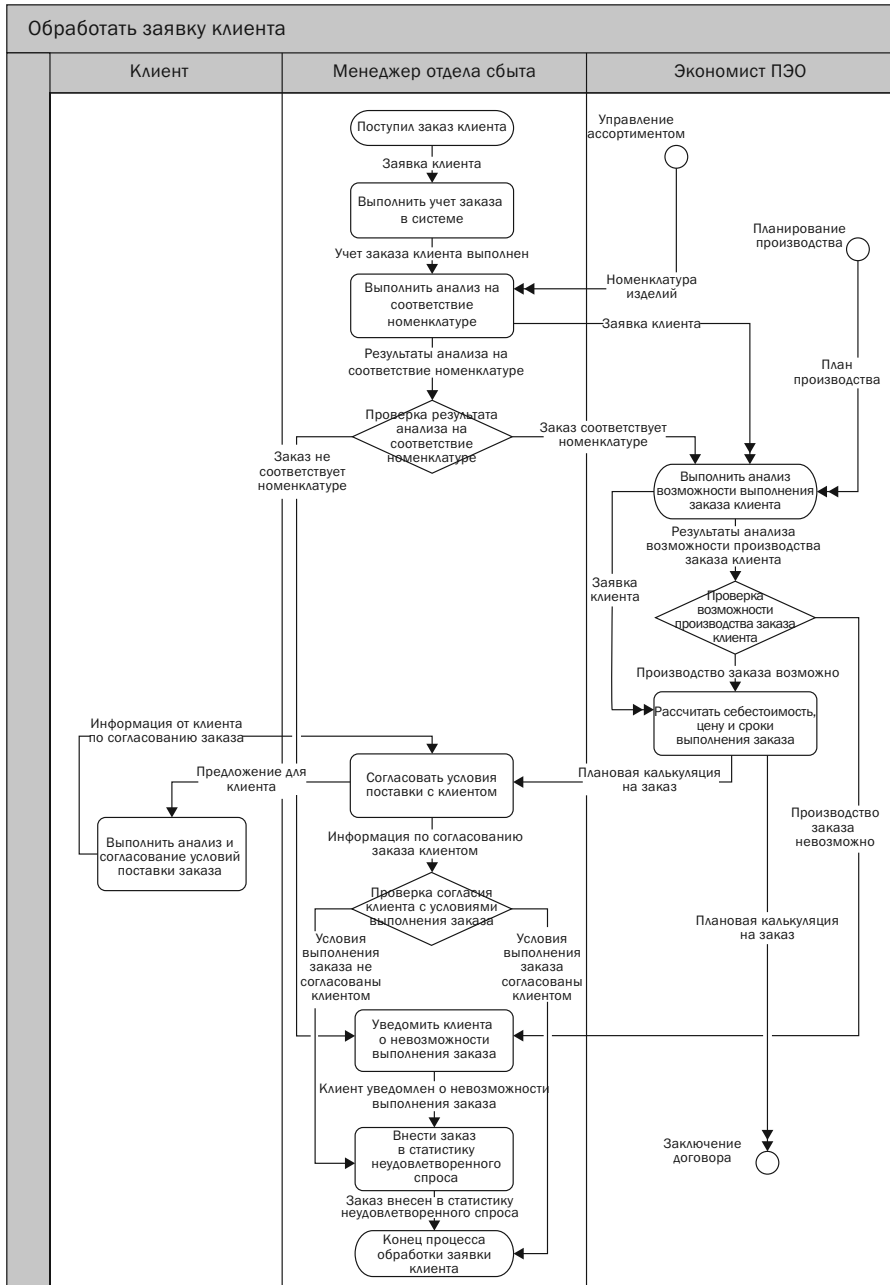 Обработать заявку клиента
Клиент
Менеджер отдела сбыта
Экономист ПЭО
Поступил заказ клиента
Управление
ассортиментом
Заявка клиента
Выполнить учет заказа
в системе
Планирование
производства
Учет заказа клиента выполнен
Выполнить анализ на
соответствие
номенклатуре
Номенклатура
изделий
Заявка клиента
Результаты анализа на
соответствие номенклатуре
План
производства
Проверка результата
анализа на
соответствие
номенклатуре
Заказ соответствует
номенклатуре
Заказ не
соответствует
номенклатуре
Выполнить анализ
возможности выполнения
заказа клиента
Результаты анализа
возможности производства
заказа клиента
Заявка
клиента
Проверка
возможности
производства заказа
клиента
Производство заказа возможно
Рассчитать себестоимость,
цену и сроки
выполнения заказа
Информация от клиента
по согласованию заказа
Предложение для
клиента
Согласовать условия
поставки с клиентом
Плановая калькуляция
на заказ
Производство
заказа
невозможно
Выполнить анализ и
согласование условий
поставки заказа
Информация по согласованию
заказа клиентом
Проверка согласия
клиента с условиями
выполнения заказа
Плановая калькуляция
на заказ
Условия
выполнения
заказа не
согласованы
клиентом
Условия
выполнения
заказа
согласованы
клиентом
Уведомить клиента
о невозможности
выполнения заказа
Клиент уведомлен о невозможности
выполнения заказа
Внести заказ
в статистику
неудовлетворенного
спроса
Заключение
договора
Заказ внесен в статистику
неудовлетворенного спроса
Конец процесса
обработки заявки
клиента